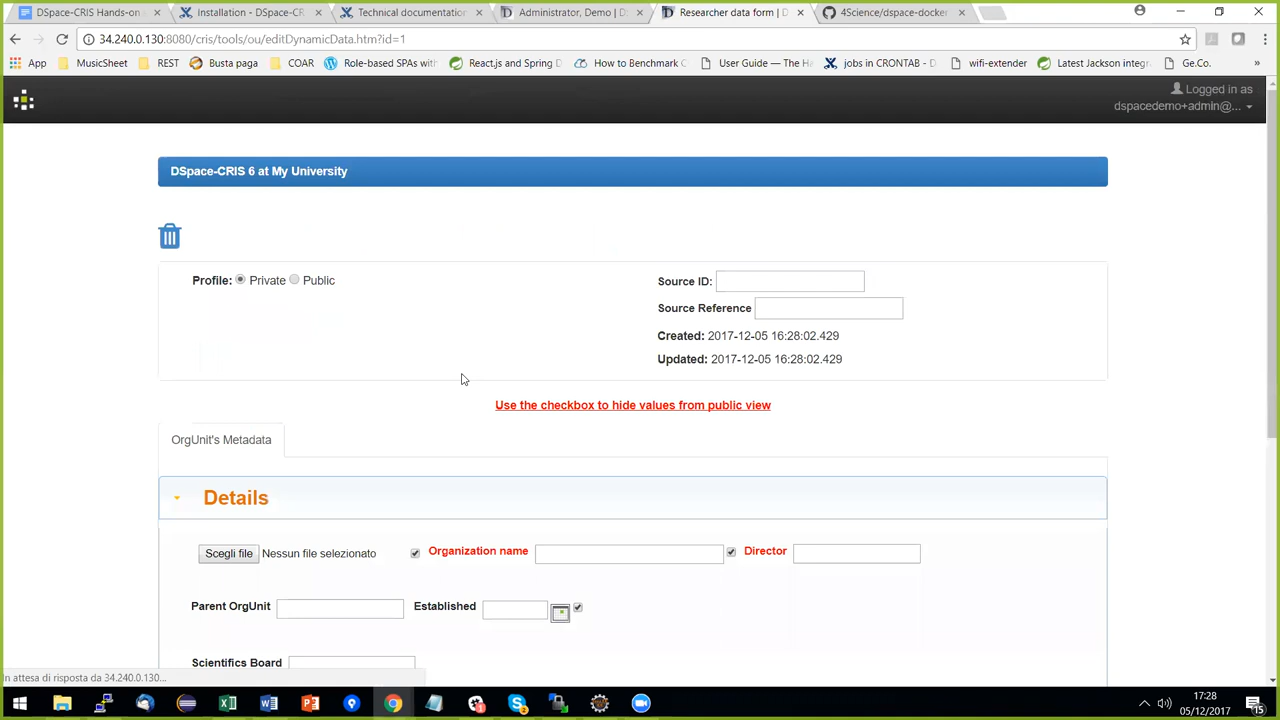 DSpace-CRIS Hands-on
Installation - DSpace-CR
Technical documentation
Administrator, Demo | D
Researcher data form | D
4Science/dspace-docker
34.240.0.130:8080/cris/tools/ou/editDynamicData.htm?id=1
App
MusicSheet
REST
Busta paga
COAR
Role-based SPAs with
React.js and Spring D
How to Benchmark C
User Guide — The Ha
jobs in CRONTAB - D
wifi-extender
Latest Jackson integr
Ge.Co.
»
Logged in as
dspacedemo+admin@...
DSpace-CRIS 6 at My University
Profile: Private Public
Source ID:
Source Reference
Created: 2017-12-05 16:28:02.429
Updated: 2017-12-05 16:28:02.429
Use the checkbox to hide values from public view
OrgUnit's Metadata
Details
Scegli file Nessun file selezionato
Organization name
Director
Parent OrgUnit
Established
Scientifics Board
In attesa di risposta da 34.240.0.130...
17:28
05/12/2017
15